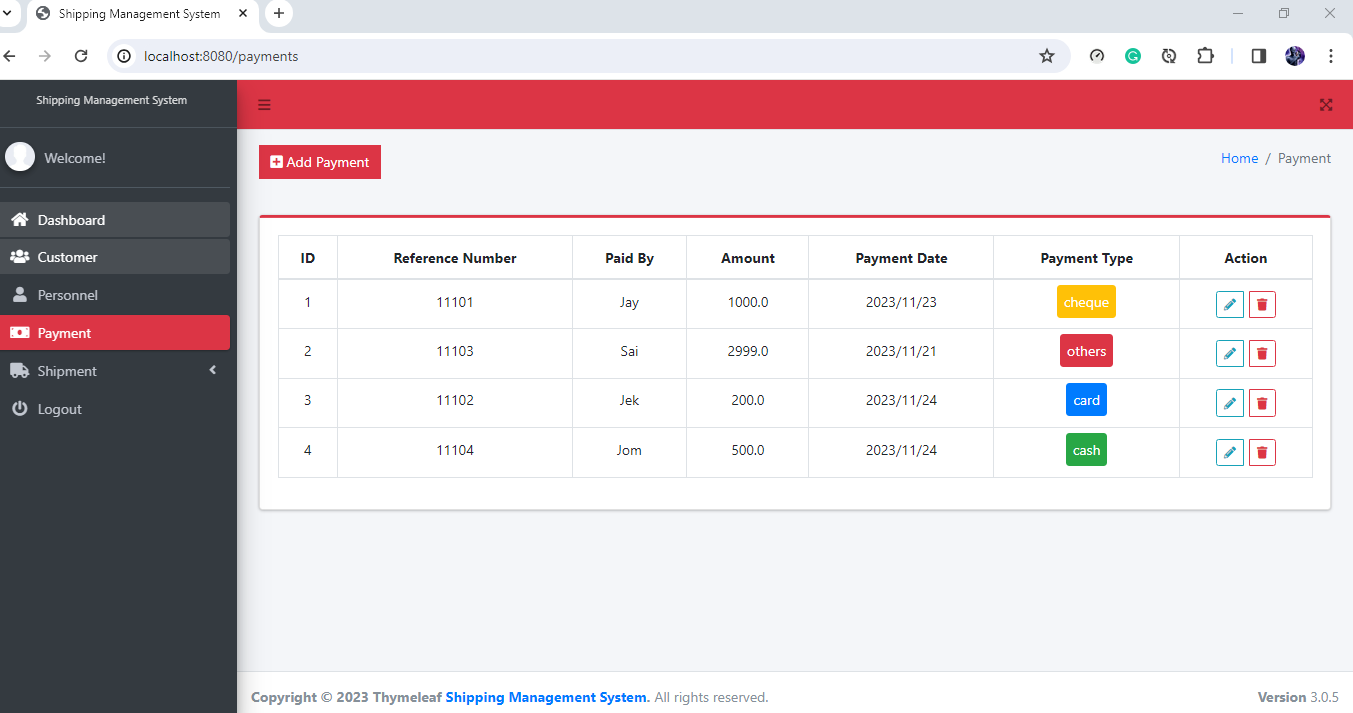 Shipping Management System
localhost:8080/payments
Shipping Management System
Welcome!
Dashboard
Customer
Personnel
Payment
Shipment
Logout
Add Payment
Home / Payment
ID Reference Number Paid By Amount Payment Date Payment Type Action
1 11101 Jay 1000.0 2023/11/23 cheque
2 11103 Sai 2999.0 2023/11/21 others
3 11102 Jek 200.0 2023/11/24 card
4 11104 Jom 500.0 2023/11/24 cash
Copyright © 2023 Thymeleaf Shipping Management System. All rights reserved. Version 3.0.5